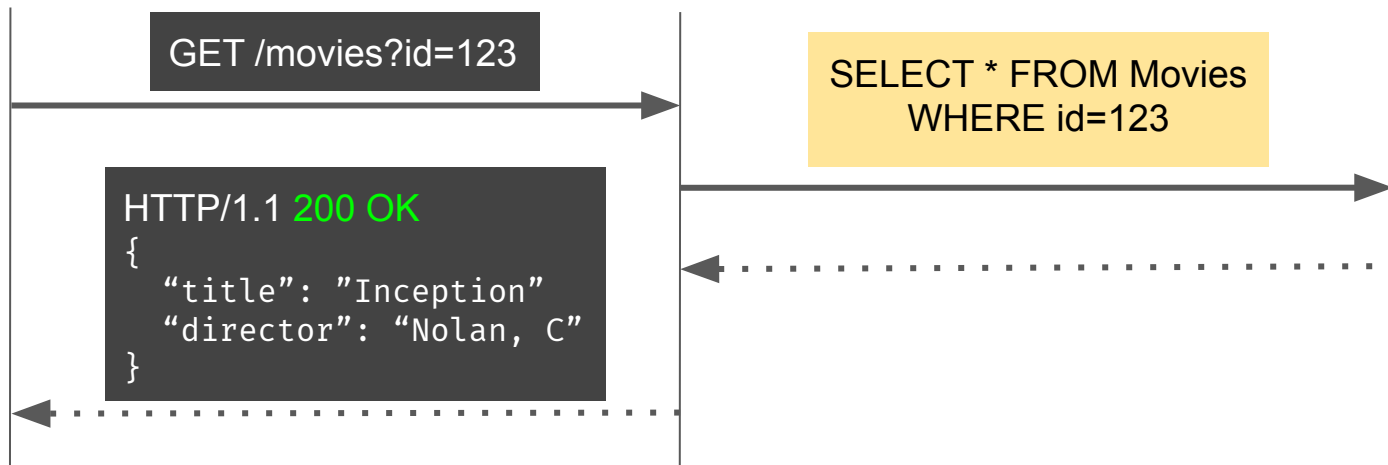 GET /movies?id=123
SELECT * FROM Movies
WHERE id=123
HTTP/1.1 200 OK
{
“title”: ”Inception”
“director”: “Nolan, C”
}